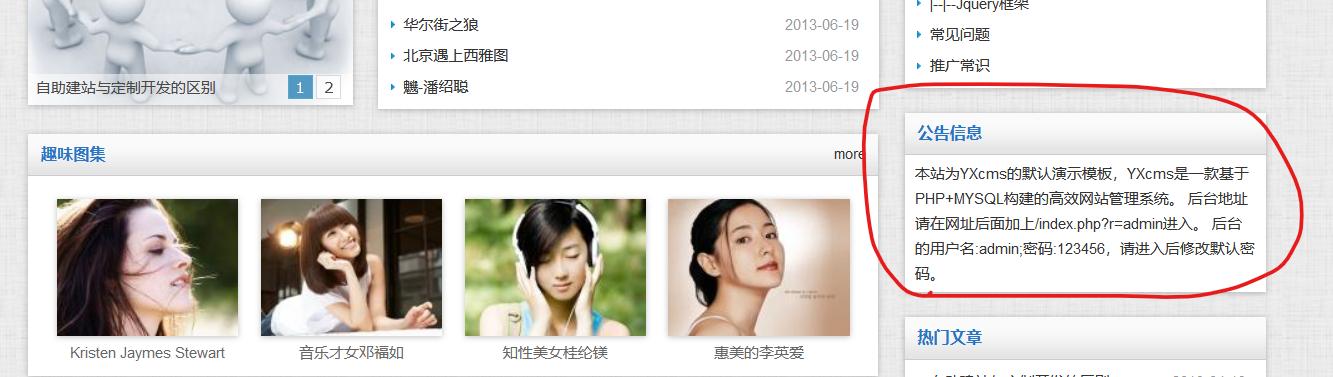 自助建站与定制开发的区别
1
2
华尔街之狼 2013-06-19
北京遇上西雅图 2013-06-19
魑-潘绍聪 2013-06-19
|--|--Jquery框架
常见问题
推广常识
趣味图集
more
Kristen Jaymes Stewart
音乐才女邓福如
知性美女桂纶镁
惠美的李英爱
公告信息
本站为YXcms的默认演示模板，YXcms是一款基于
PHP+MYSQL构建的高效网站管理系统。 后台地址
请在网址后面加上/index.php?r=admin进入。 后台
的用户名:admin;密码:123456，请进入后修改默认密
码。
热门文章